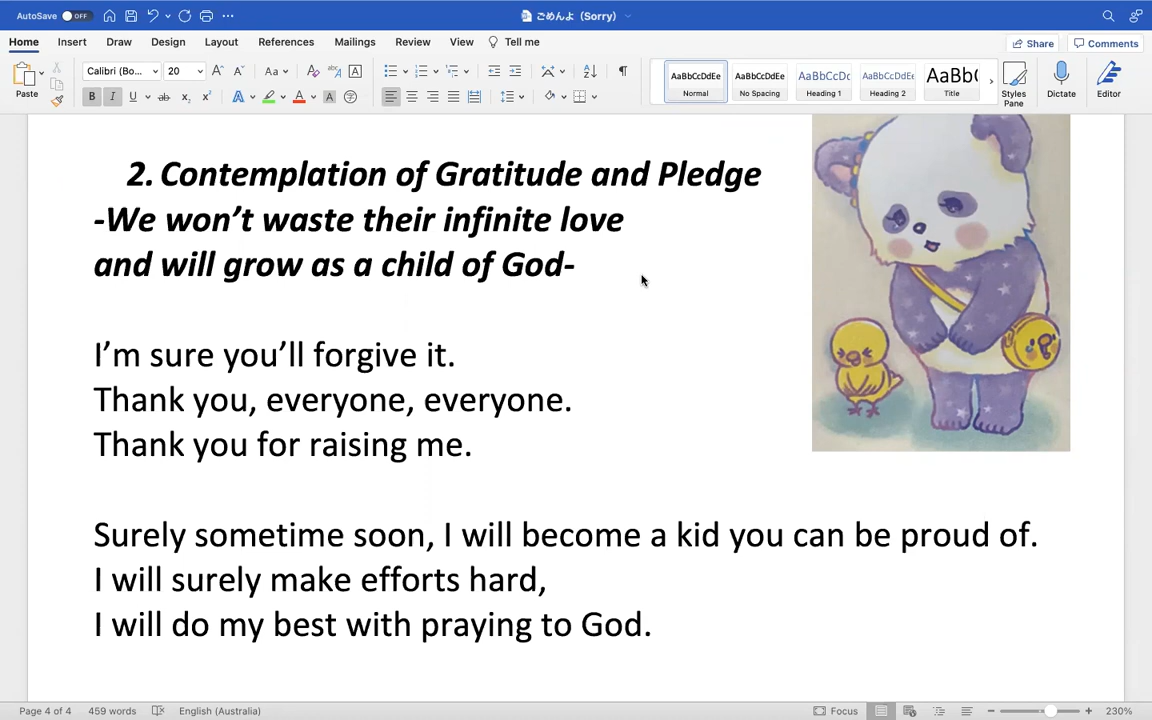 AutoSave OFF
ごめんよ (Sorry)
Home Insert Draw Design Layout References Mailings Review View Tell me
Share Comments
Paste
Calibri (Bo... 20
AaBbCcDdEe AaBbCcDdEe AaBbCcDc AaBbCcDdEe AaBb(
Normal No Spacing Heading 1 Heading 2 Title
Styles Pane
Dictate
Editor
2. Contemplation of Gratitude and Pledge
-We won't waste their infinite love
and will grow as a child of God-
I'm sure you'll forgive it.
Thank you, everyone, everyone.
Thank you for raising me.
Surely sometime soon, I will become a kid you can be proud of.
I will surely make efforts hard,
I will do my best with praying to God.
Page 4 of 4 459 words English (Australia) Focus 230%